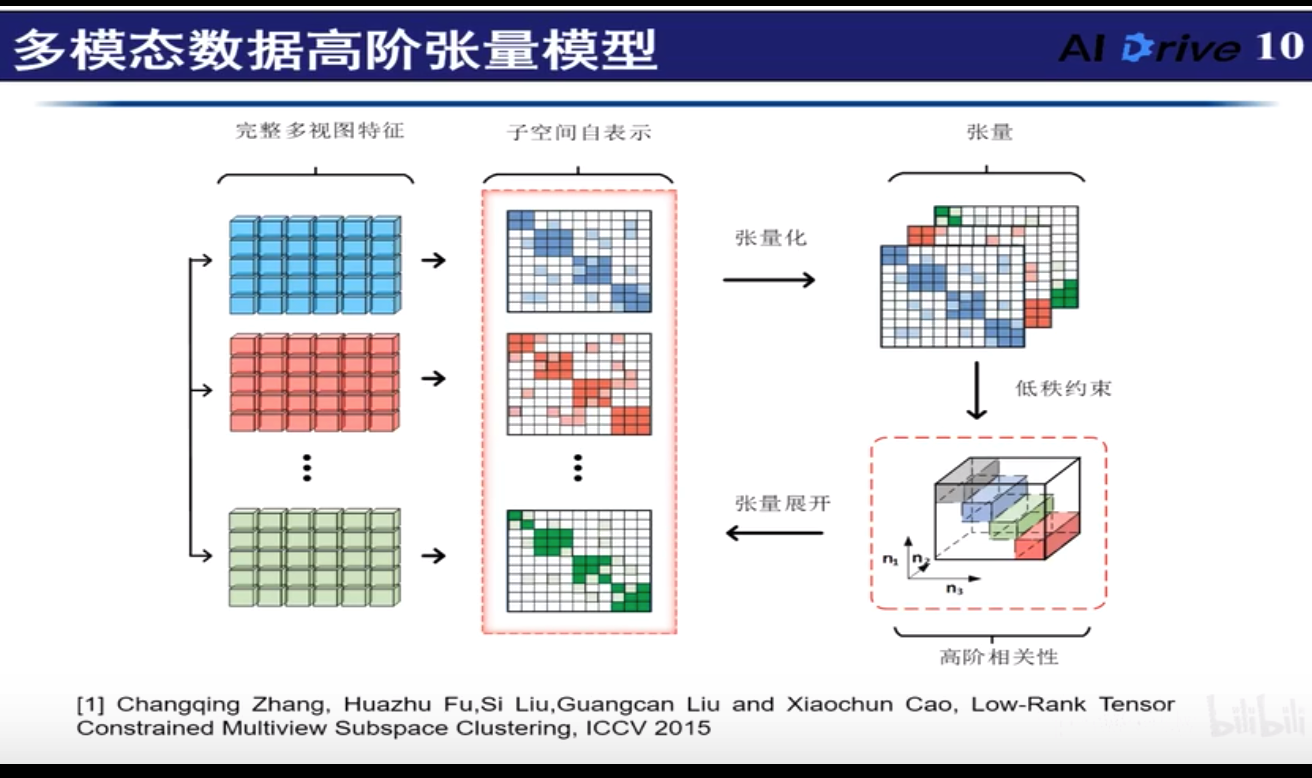 多模态数据高阶张量模型
AI Drive 10
完整多视图特征
子空间自表示
张量
张量化
低秩约束
张量展开
n₁
n₂
n₃
高阶相关性
[1] Changqing Zhang, Huazhu Fu,Si Liu,Guangcan Liu and Xiaochun Cao, Low-Rank Tensor
Constrained Multiview Subspace Clustering, ICCV 2015
bilibili